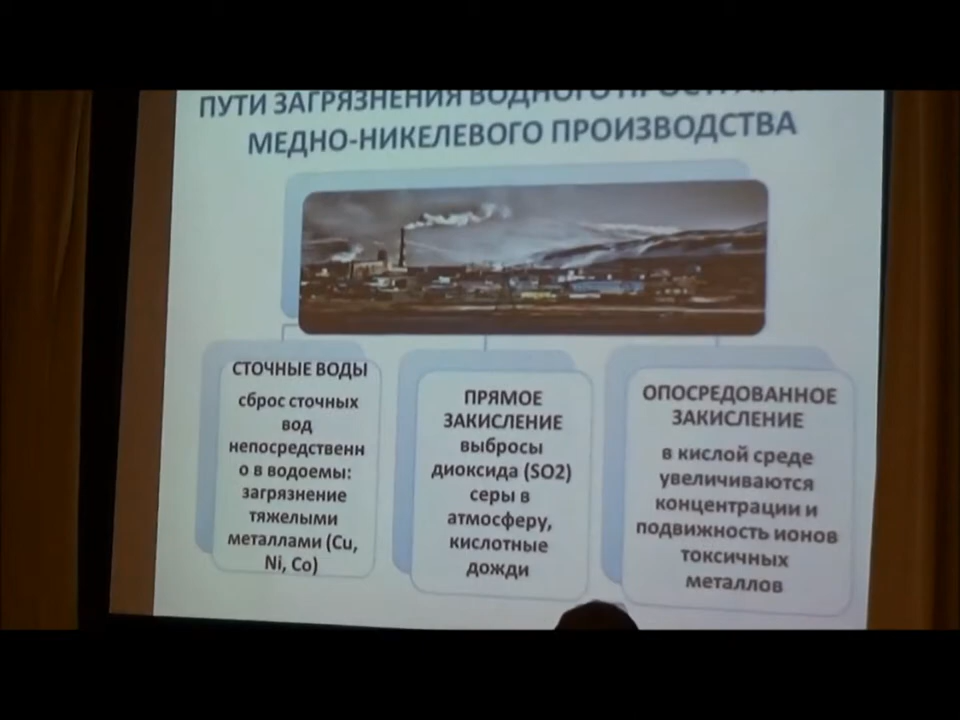 ПУТИ ЗАГРЯЗНЕНИЯ ВОДНОГО
МЕДНО-НИКЕЛЕВОГО ПРОИЗВОДСТВА
СТОЧНЫЕ ВОДЫ
сброс сточных
вод
непосредственн
о в водоемы:
загрязнение
тяжелыми
металлами (Cu,
Ni, Co)
ПРЯМОЕ
ЗАКИСЛЕНИЕ
выбросы
диоксида (SO2)
серы в
атмосферу,
кислотные
дожди
ОПОСРЕДОВАННОЕ
ЗАКИСЛЕНИЕ
в кислой среде
увеличиваются
концентрации и
подвижность ионов
токсичных
металлов